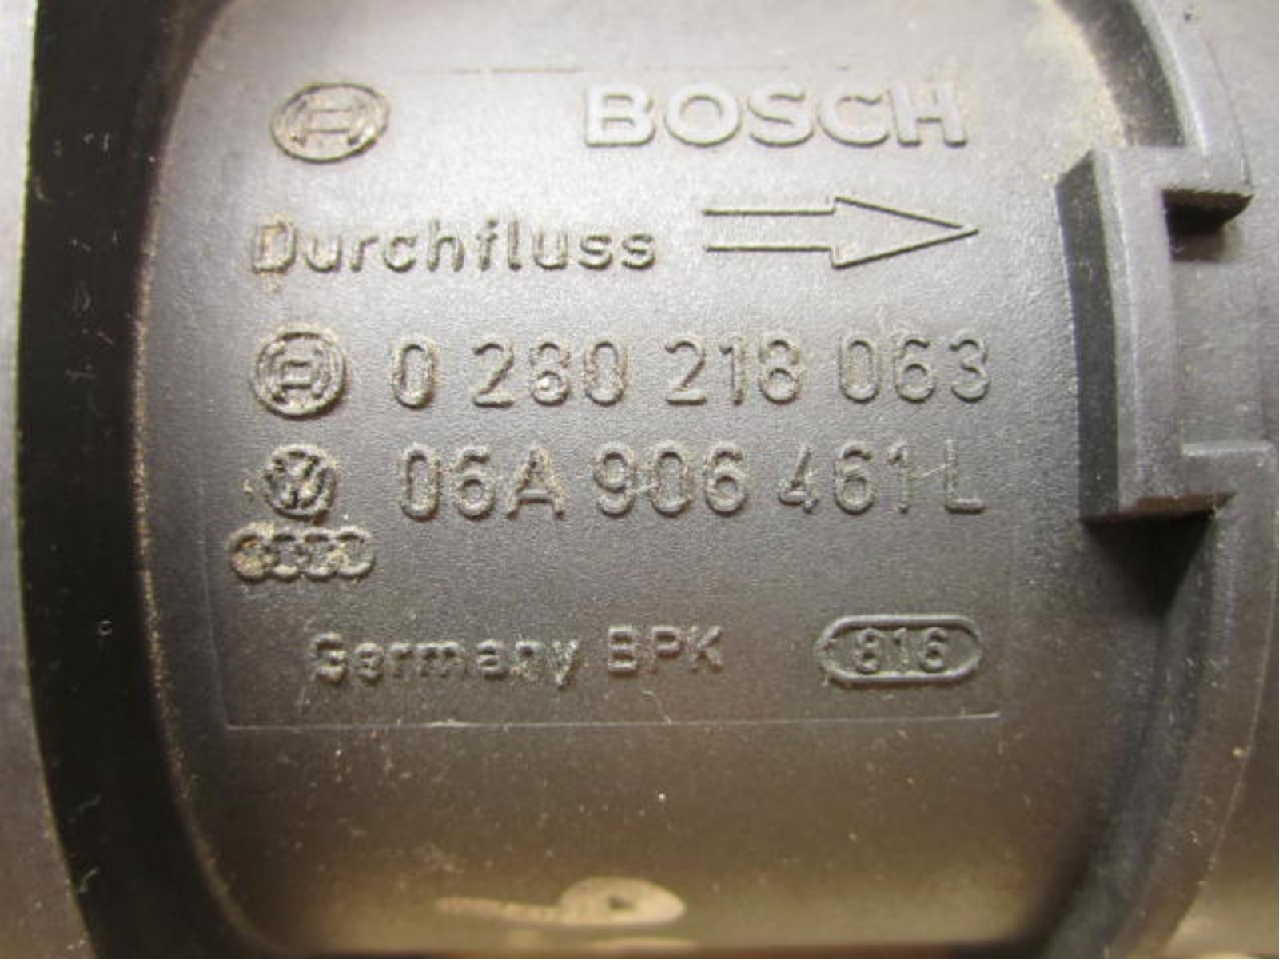 BOSCH
Durchfluss
0 280 218 063
06A 906 461 L
Germany BPK 816